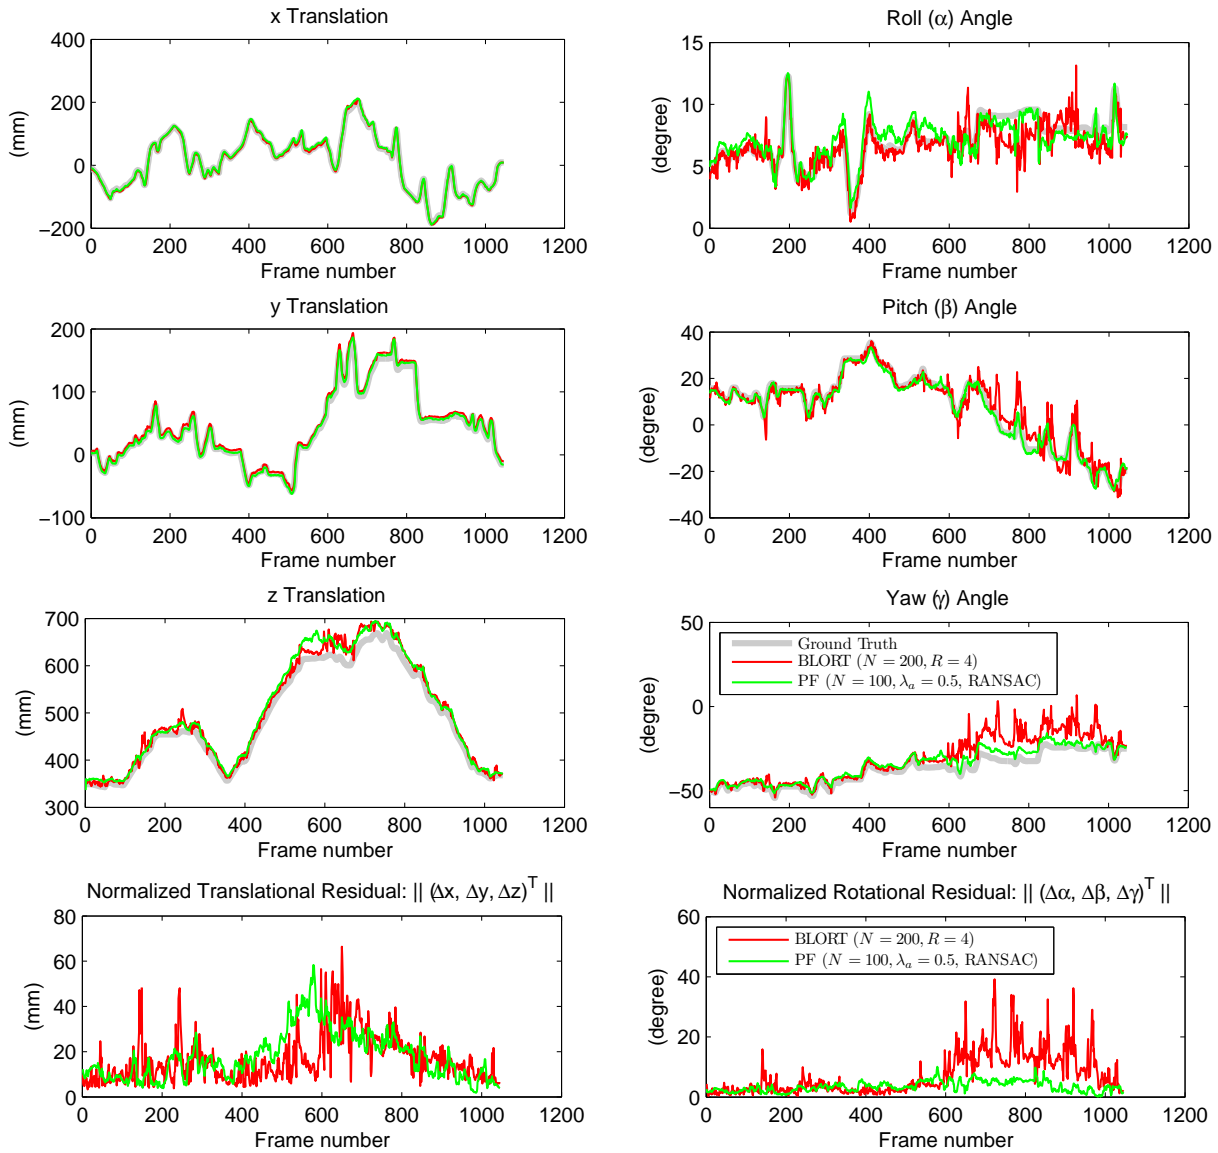 x Translation
400
200
0
−200
(mm)
0 200 400 600 800 1000 1200
Frame number
Roll (α) Angle
15
10
5
0
(degree)
0 200 400 600 800 1000 1200
Frame number
y Translation
200
100
0
−100
(mm)
0 200 400 600 800 1000 1200
Frame number
Pitch (β) Angle
40
20
0
−20
−40
(degree)
0 200 400 600 800 1000 1200
Frame number
z Translation
700
600
500
400
300
(mm)
0 200 400 600 800 1000 1200
Frame number
Yaw (γ) Angle
50
0
−50
(degree)
Ground Truth
BLORT (N = 200, R = 4)
PF (N = 100, λₐ = 0.5, RANSAC)
0 200 400 600 800 1000 1200
Frame number
Normalized Translational Residual: || (Δx, Δy, Δz)ᵀ ||
80
60
40
20
0
(mm)
0 200 400 600 800 1000 1200
Frame number
Normalized Rotational Residual: || (Δα, Δβ, Δγ)ᵀ ||
60
40
20
0
(degree)
BLORT (N = 200, R = 4)
PF (N = 100, λₐ = 0.5, RANSAC)
0 200 400 600 800 1000 1200
Frame number